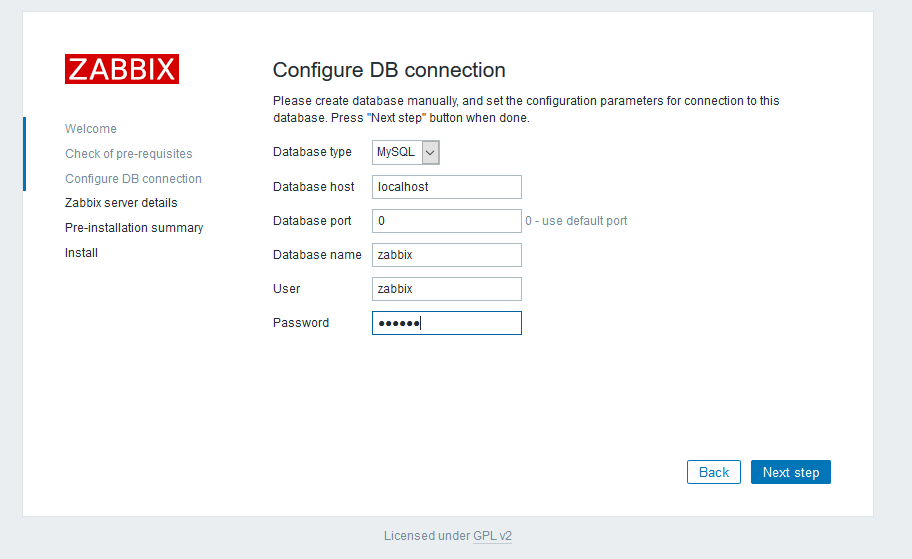 ZABBIX
Welcome
Check of pre-requisites
Configure DB connection
Zabbix server details
Pre-installation summary
Install
Configure DB connection
Please create database manually, and set the configuration parameters for connection to this
database. Press "Next step" button when done.
Database type MySQL
Database host localhost
Database port 0 0 - use default port
Database name zabbix
User zabbix
Password ●●●●●●
Back Next step
Licensed under GPL v2